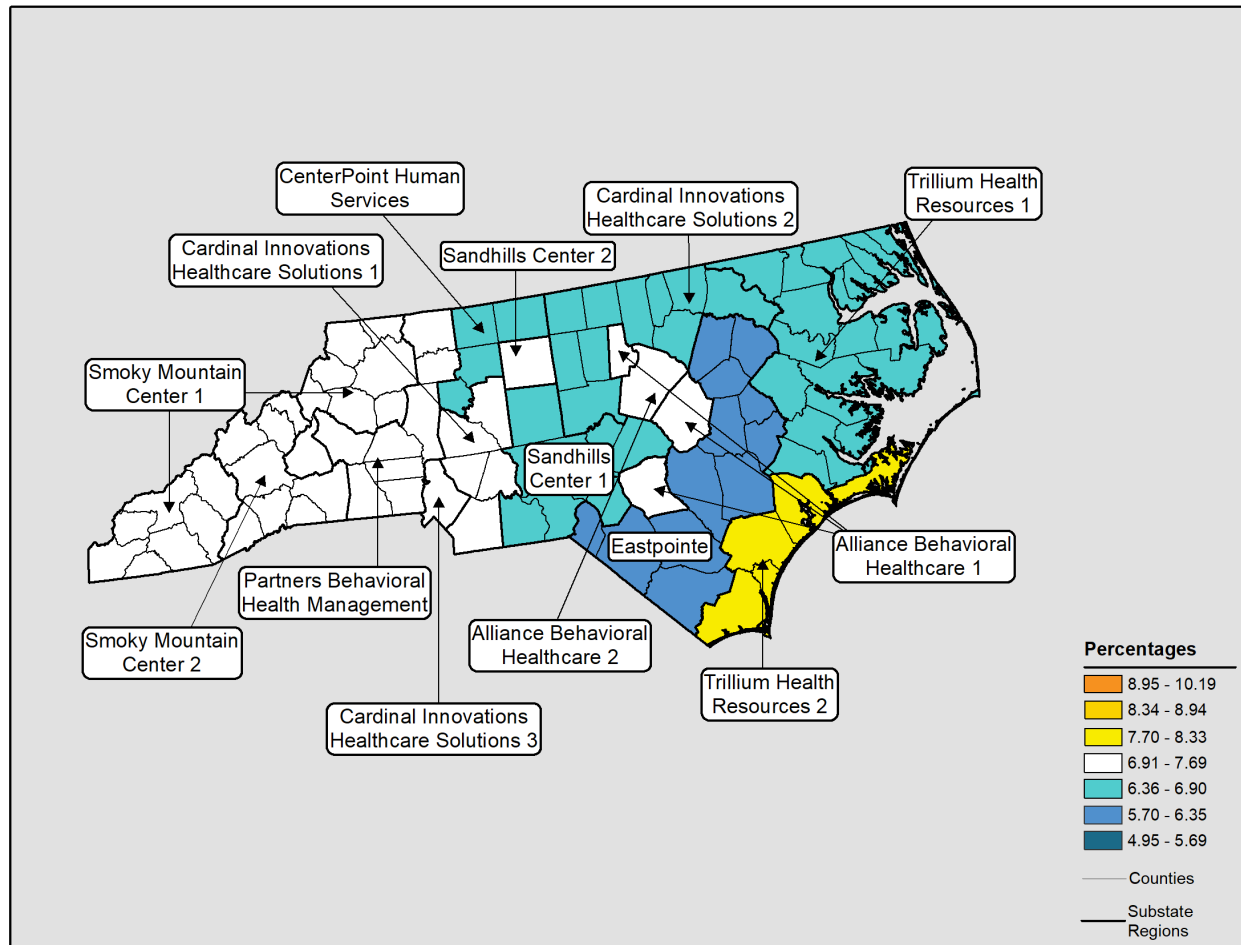 CenterPoint Human
Services
Cardinal Innovations
Healthcare Solutions 2
Trillium Health
Resources 1
Cardinal Innovations
Healthcare Solutions 1
Sandhills Center 2
Smoky Mountain
Center 1
Sandhills
Center 1
Eastpointe
Alliance Behavioral
Healthcare 1
Partners Behavioral
Health Management
Smoky Mountain
Center 2
Alliance Behavioral
Healthcare 2
Trillium Health
Resources 2
Cardinal Innovations
Healthcare Solutions 3
Percentages
8.95 - 10.19
8.34 - 8.94
7.70 - 8.33
6.91 - 7.69
6.36 - 6.90
5.70 - 6.35
4.95 - 5.69
Counties
Substate
Regions